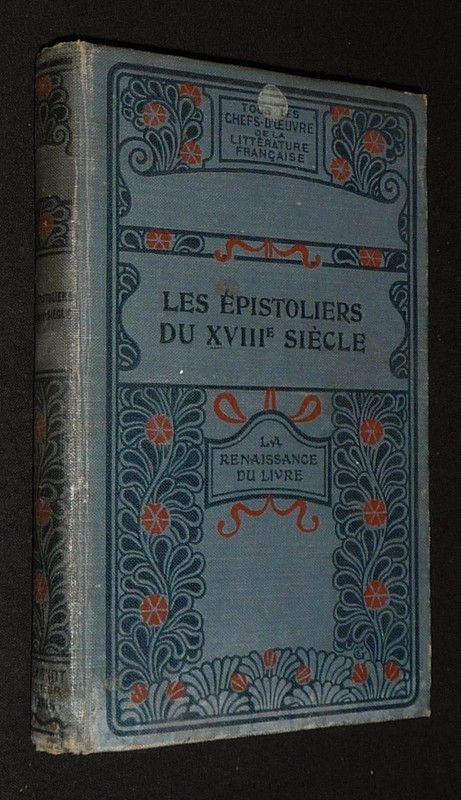 TOUS LES
CHEFS-D'ŒUVRE
DE LA
LITTÉRATURE
FRANÇAISE
LES ÉPISTOLIERS
DU XVIIIE SIÈCLE
LA
RENAISSANCE
DU LIVRE